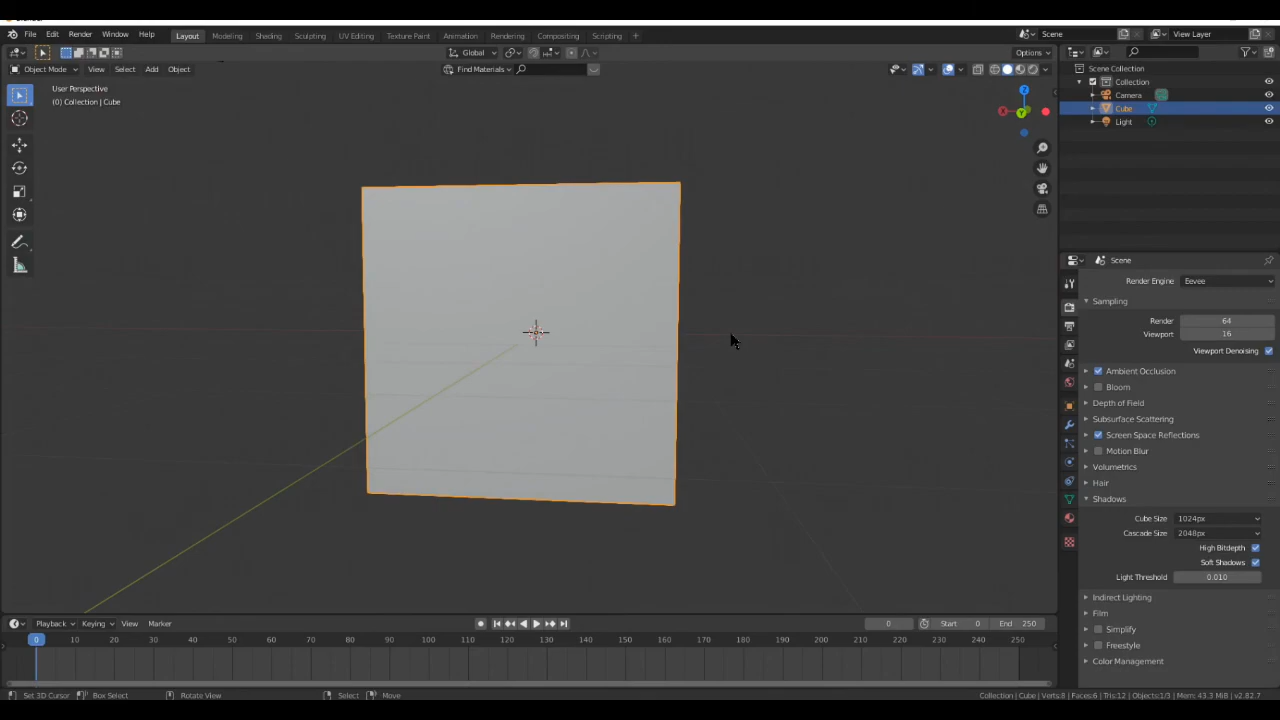 File Edit Render Window Help Layout Modeling Shading Sculpting UV Editing Texture Paint Animation Rendering Compositing Scripting + Scene View Layer
Global Options
Object Mode View Select Add Object Find Materials
User Perspective
(0) Collection | Cube
Z
Y
X
Scene Collection
Collection
Camera
Cube
Light
Scene
Render Engine Eevee
Sampling
Render 64
Viewport 16
Viewport Denoising
Ambient Occlusion
Bloom
Depth of Field
Subsurface Scattering
Screen Space Reflections
Motion Blur
Volumetrics
Hair
Shadows
Cube Size 1024px
Cascade Size 2048px
High Bitdepth
Soft Shadows
Light Threshold 0.010
Indirect Lighting
Film
Simplify
Freestyle
Color Management
Playback Keying View Marker 0 Start 0 End 250
0 10 20 30 40 50 60 70 80 90 100 110 120 130 140 150 160 170 180 190 200 210 220 230 240 250
Set 3D Cursor Box Select Rotate View Select Move Collection | Cube | Verts:8 | Faces:6 | Tris:12 | Objects:1/3 | Mem: 43.3 MiB | v2.82.7